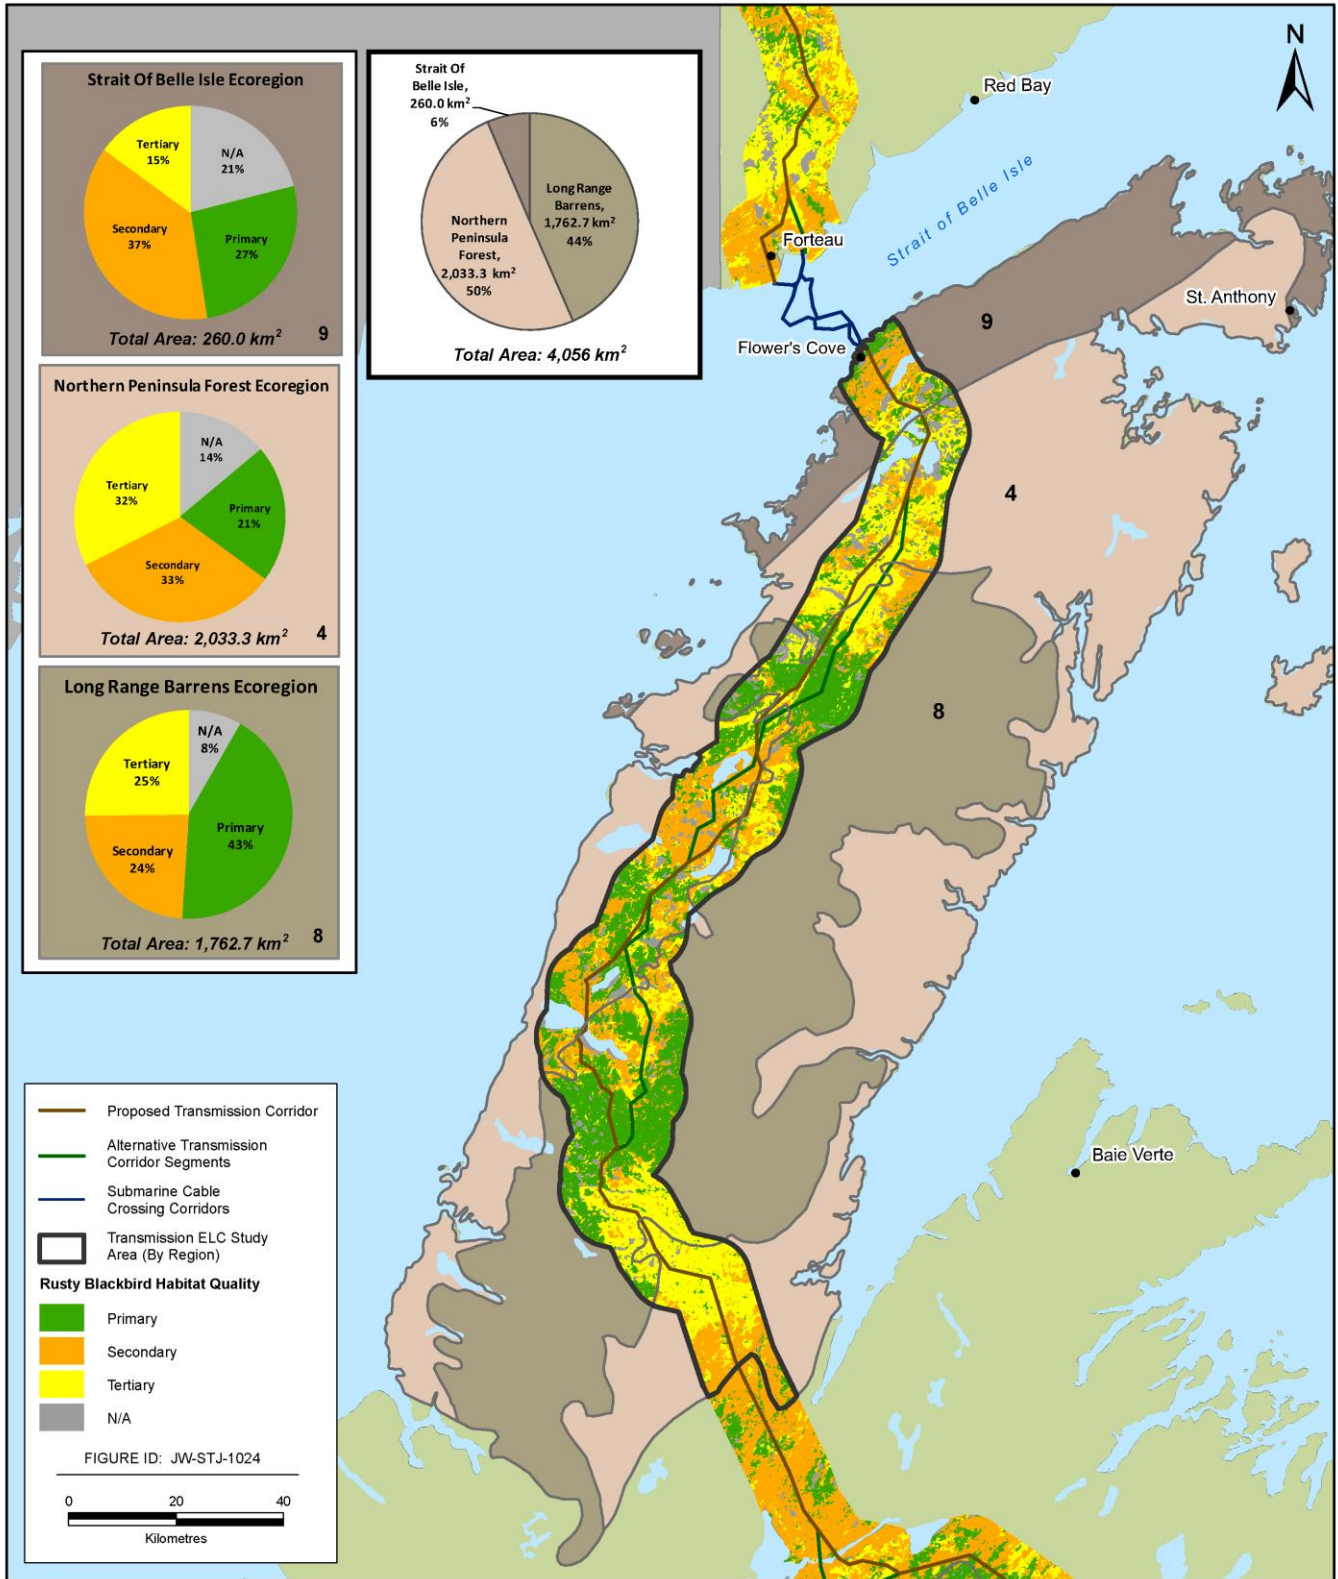 Strait Of Belle Isle Ecoregion
Tertiary
15%
N/A
21%
Secondary
37%
Primary
27%
Total Area: 260.0 km²
9
Northern Peninsula Forest Ecoregion
N/A
14%
Tertiary
32%
Primary
21%
Secondary
33%
Total Area: 2,033.3 km²
4
Long Range Barrens Ecoregion
N/A
8%
Tertiary
25%
Primary
43%
Secondary
24%
Total Area: 1,762.7 km²
8
Strait Of
Belle Isle,
260.0 km²
6%
Long Range
Barrens,
1,762.7 km²
44%
Northern
Peninsula
Forest,
2,033.3 km²
50%
Total Area: 4,056 km²
N
Red Bay
Strait of Belle Isle
Forteau
St. Anthony
9
Flower's Cove
4
8
Baie Verte
Proposed Transmission Corridor
Alternative Transmission
Corridor Segments
Submarine Cable
Crossing Corridors
Transmission ELC Study
Area (By Region)
Rusty Blackbird Habitat Quality
Primary
Secondary
Tertiary
N/A
FIGURE ID: JW-STJ-1024
0 20 40
Kilometres